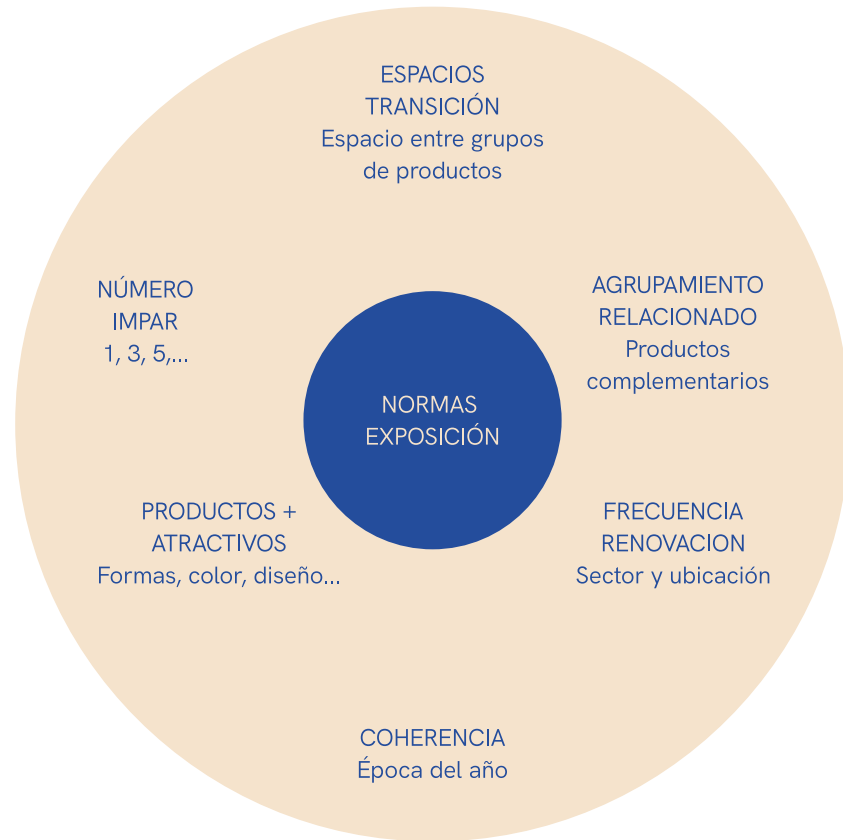 ESPACIOS
TRANSICIÓN
Espacio entre grupos
de productos
NÚMERO
IMPAR
1, 3, 5,...
AGRUPAMIENTO
RELACIONADO
Productos
complementarios
NORMAS
EXPOSICIÓN
PRODUCTOS +
ATRACTIVOS
Formas, color, diseño...
FRECUENCIA
RENOVACION
Sector y ubicación
COHERENCIA
Época del año